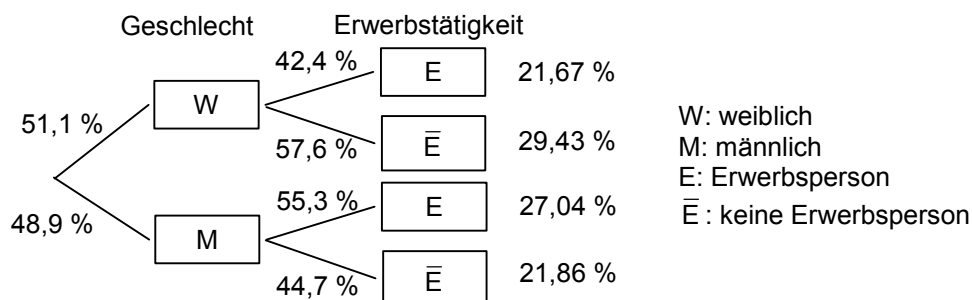 Geschlecht Erwerbstätigkeit
42,4 % E 21,67 %
W
51,1 %
57,6 % E̅ 29,43 %
55,3 % E 27,04 %
48,9 %
M
44,7 % E̅ 21,86 %
W: weiblich
M: männlich
E: Erwerbsperson
E̅ : keine Erwerbsperson